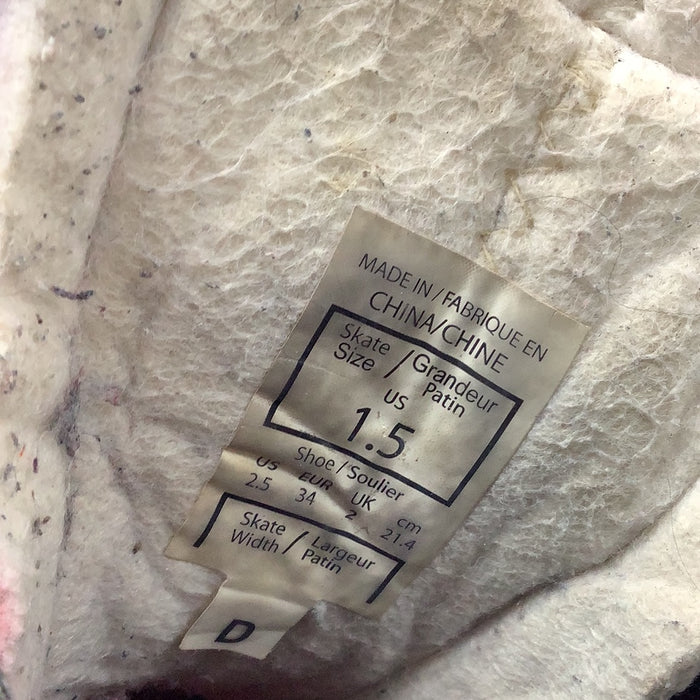 MADE IN / FABRIQUE EN
CHINA/CHINE
Skate / Grandeur
Size / Patin
US
1.5
Shoe / Soulier
US EUR UK cm
2.5 34 2 21.4
Skate / Largeur
Width / Patin
D